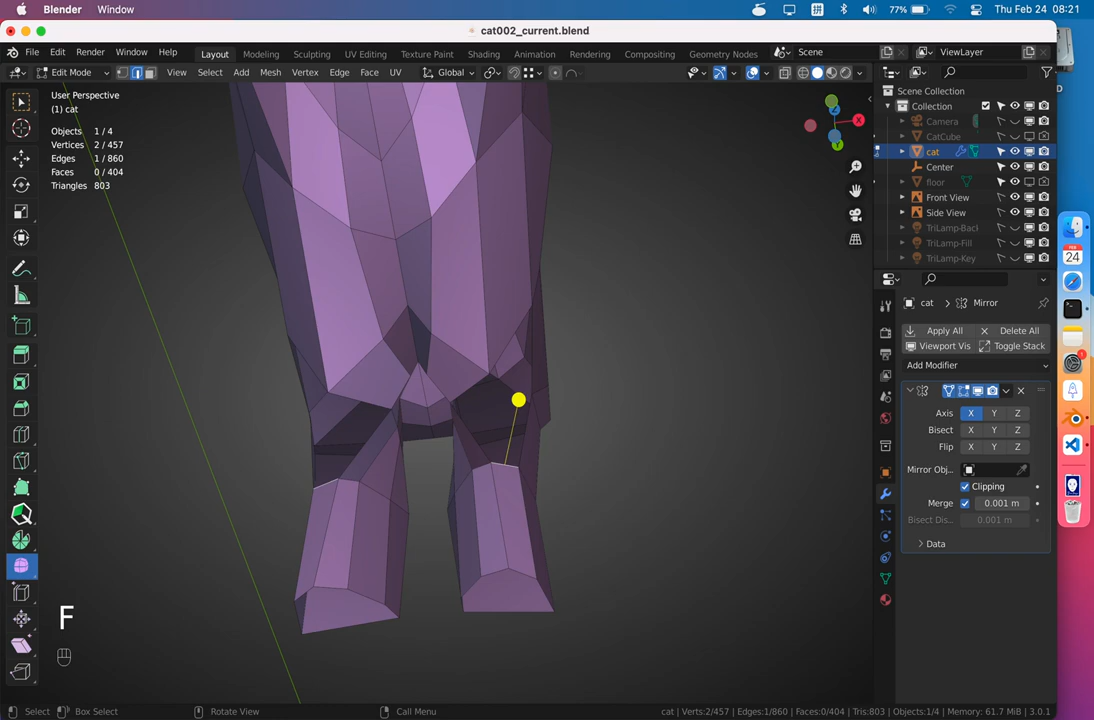 Blender Window
拼 77% Thu Feb 24 08:21
cat002_current.blend
File Edit Render Window Help Layout Modeling Sculpting UV Editing Texture Paint Shading Animation Rendering Compositing Geometry Nodes Scene ViewLayer
Edit Mode View Select Add Mesh Vertex Edge Face UV Global
User Perspective
(1) cat
Objects 1/4
Vertices 2/457
Edges 1/860
Faces 0/404
Triangles 803
X
Y
Z
Scene Collection
Collection
Camera
CatCube
cat
Center
floor
Front View
Side View
TriLamp-Back
TriLamp-Fill
TriLamp-Key
FEB
24
cat > Mirror
Apply All Delete All
Viewport Vis Toggle Stack
Add Modifier
Axis X Y Z
Bisect X Y Z
Flip X Y Z
Mirror Obj...
Clipping
Merge 0.001 m
Bisect Dis... 0.001 m
Data
F
Select Box Select Rotate View Call Menu
cat | Verts:2/457 | Edges:1/860 | Faces:0/404 | Tris:803 | Objects:1/4 | Memory: 61.7 MiB | 3.0.1